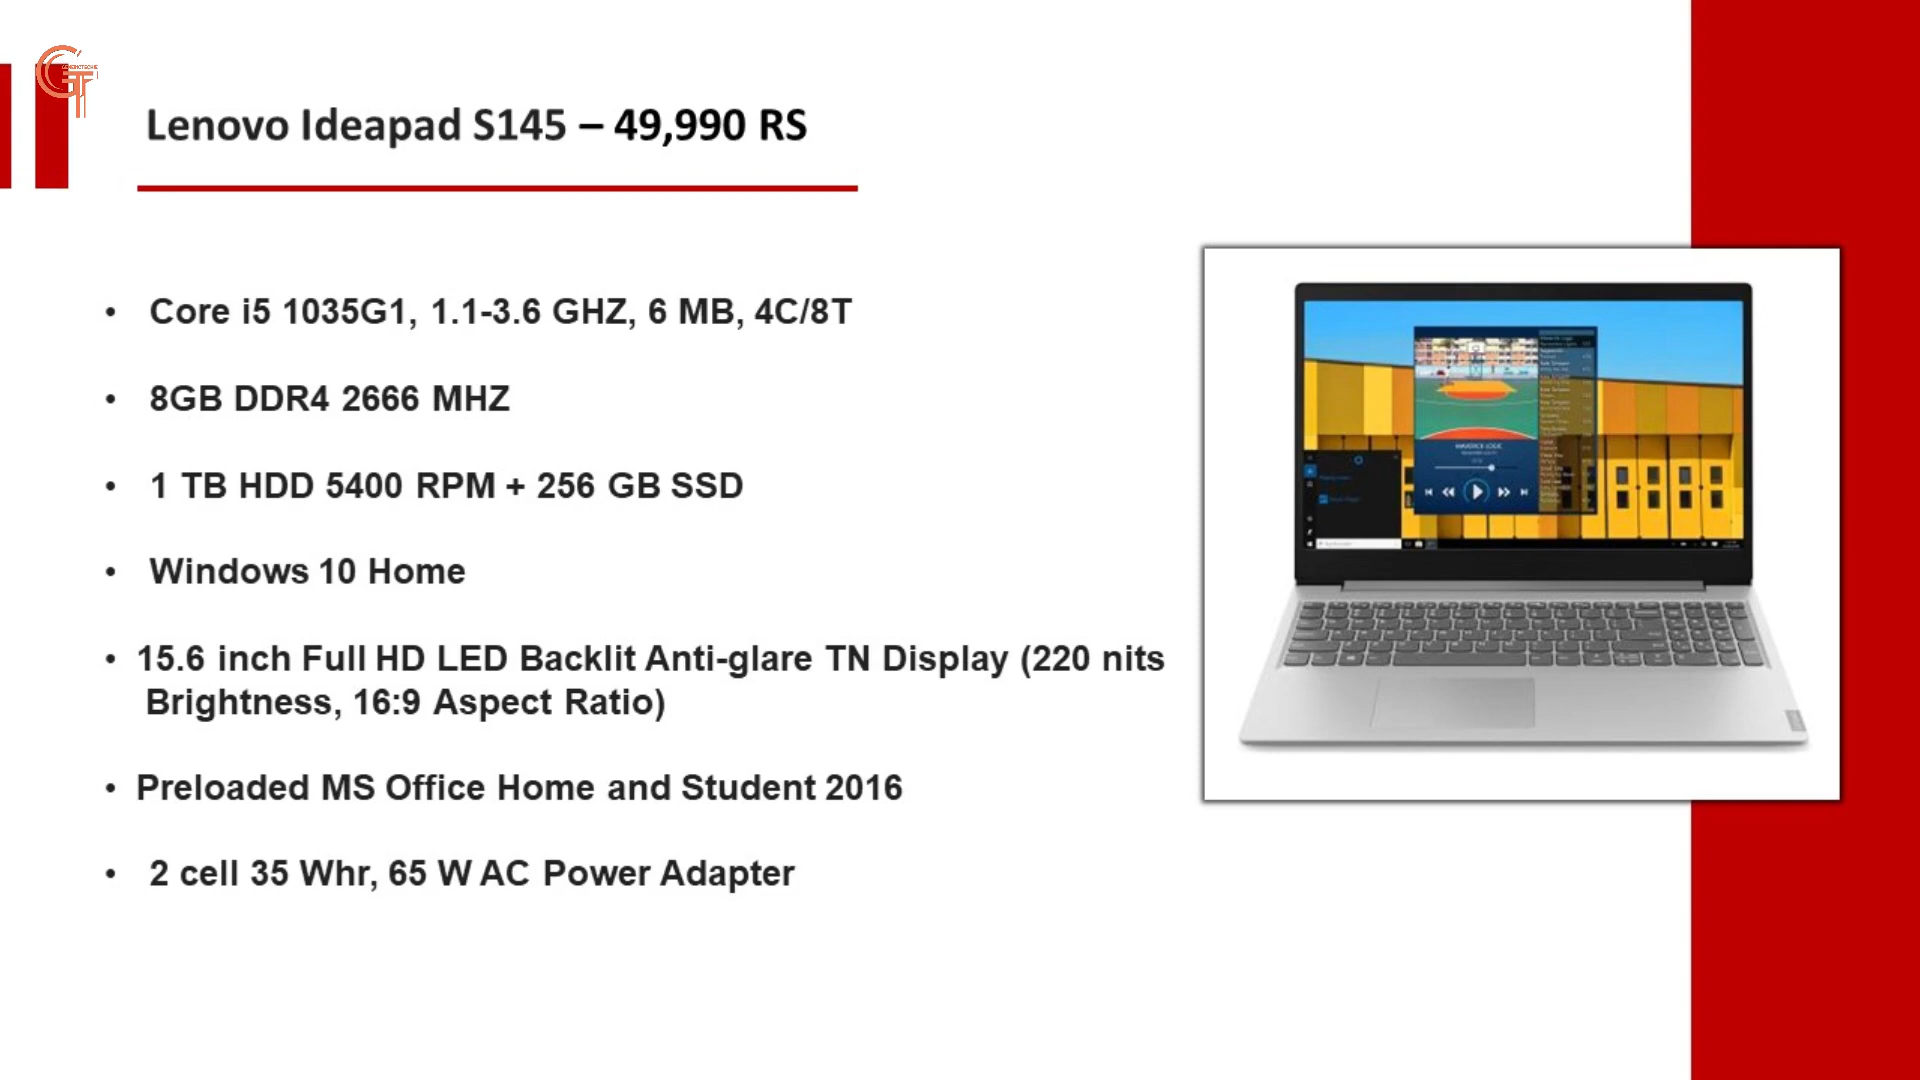 Lenovo Ideapad S145 – 49,990 RS
• Core i5 1035G1, 1.1-3.6 GHZ, 6 MB, 4C/8T
• 8GB DDR4 2666 MHZ
• 1 TB HDD 5400 RPM + 256 GB SSD
• Windows 10 Home
• 15.6 inch Full HD LED Backlit Anti-glare TN Display (220 nits
Brightness, 16:9 Aspect Ratio)
• Preloaded MS Office Home and Student 2016
• 2 cell 35 Whr, 65 W AC Power Adapter